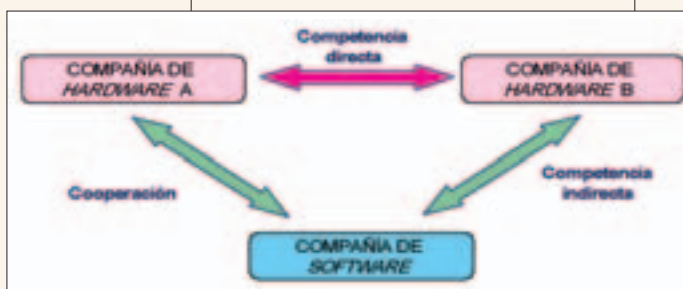 Competencia
directa
COMPAÑÍA DE
HARDWARE A
COMPAÑÍA DE
HARDWARE B
Cooperación
Competencia
indirecta
COMPAÑÍA DE
SOFTWARE